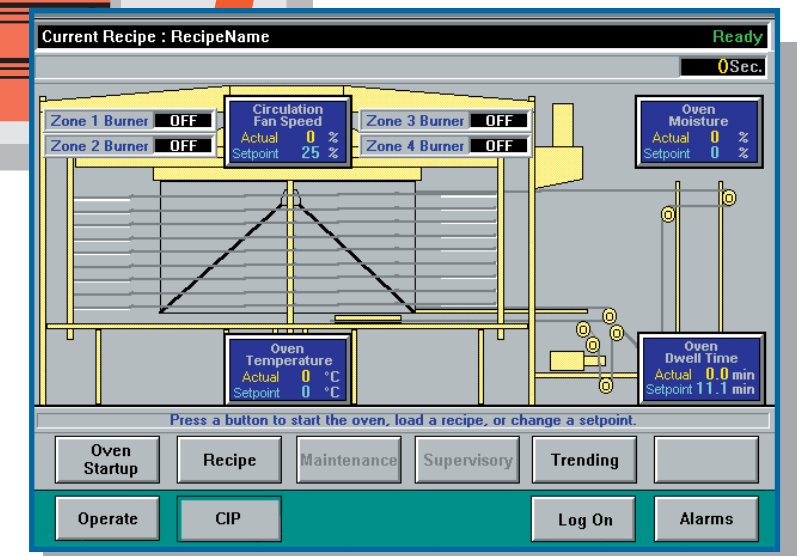 Current Recipe : RecipeName Ready
0Sec.
Zone 1 Burner OFF
Zone 2 Burner OFF
Circulation
Fan Speed
Actual 0 %
Setpoint 25 %
Zone 3 Burner OFF
Zone 4 Burner OFF
Oven
Moisture
Actual 0 %
Setpoint 0 %
Oven
Temperature
Actual 0 °C
Setpoint 0 °C
Oven
Dwell Time
Actual 0.0 min
Setpoint 11.1 min
Press a button to start the oven, load a recipe, or change a setpoint.
Oven
Startup
Recipe
Maintenance
Supervisory
Trending
Operate
CIP
Log On
Alarms